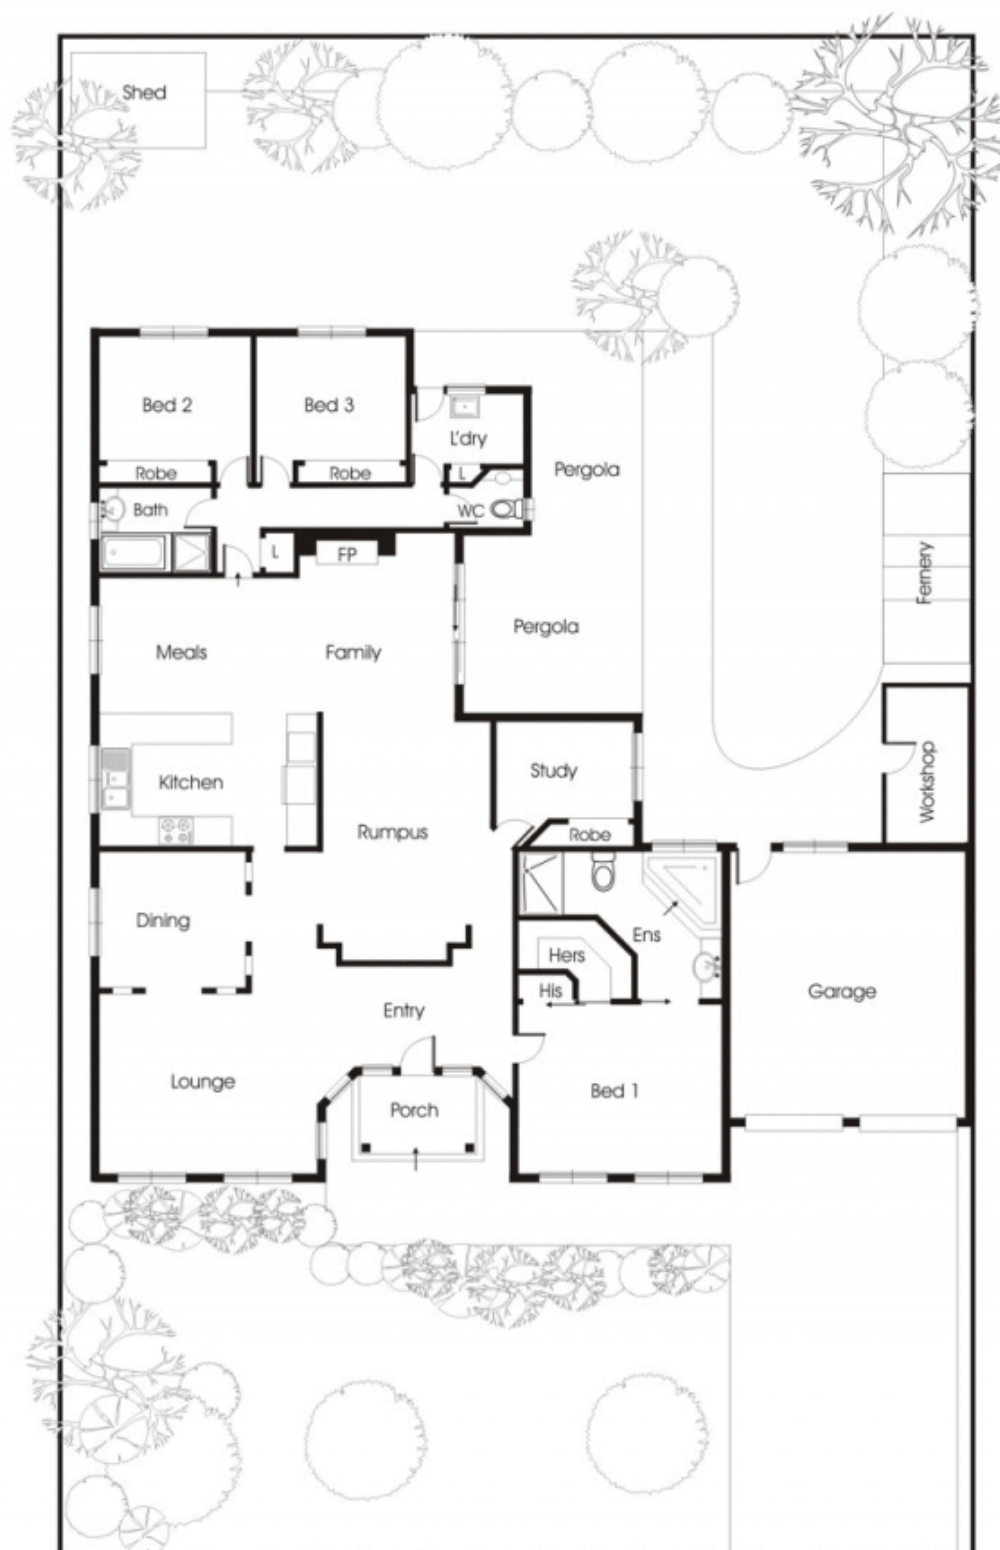 Shed
Bed 2
Bed 3
L'dry
Robe
Robe
L
Pergola
Bath
WC
L
FP
Fernery
Meals
Family
Pergola
Kitchen
Study
Workshop
Rumpus
Robe
Dining
Ens
Hers
His
Garage
Entry
Lounge
Bed 1
Porch